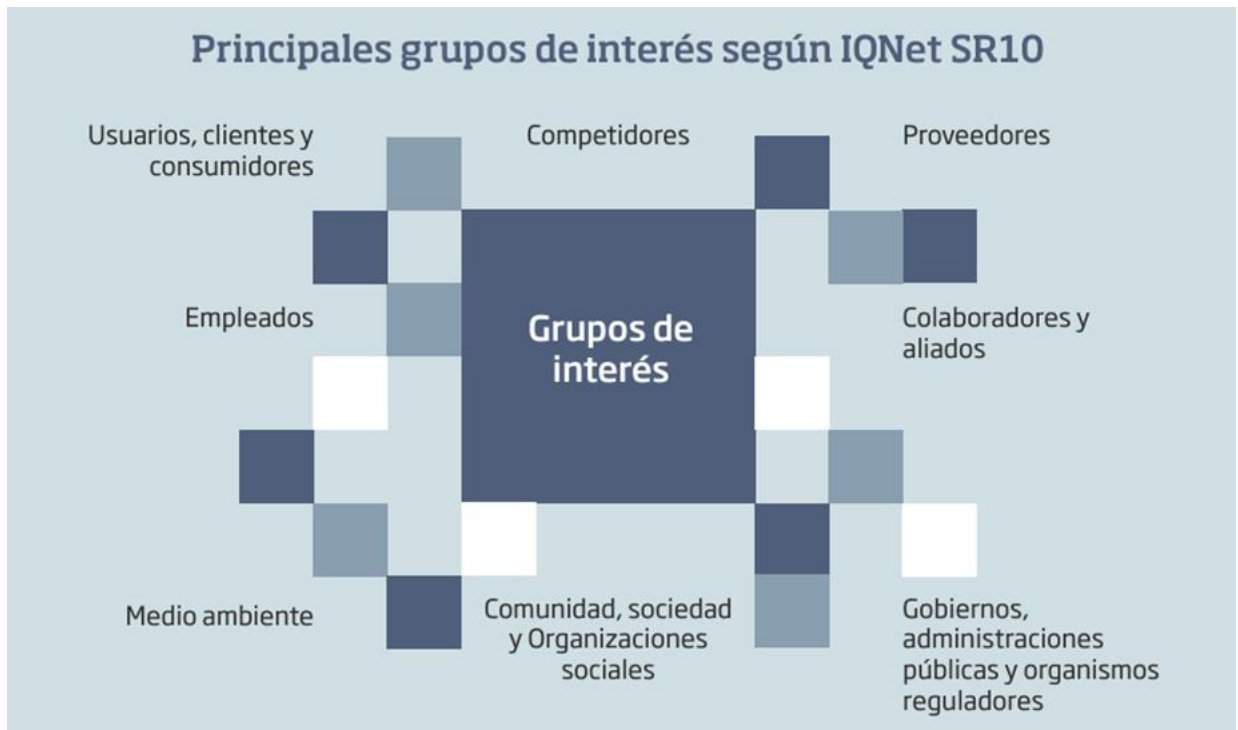 Principales grupos de interés según IQNet SR10
Usuarios, clientes y
consumidores
Competidores
Proveedores
Empleados
Grupos de
interés
Colaboradores y
aliados
Medio ambiente
Comunidad, sociedad
y Organizaciones
sociales
Gobiernos,
administraciones
públicas y organismos
reguladores